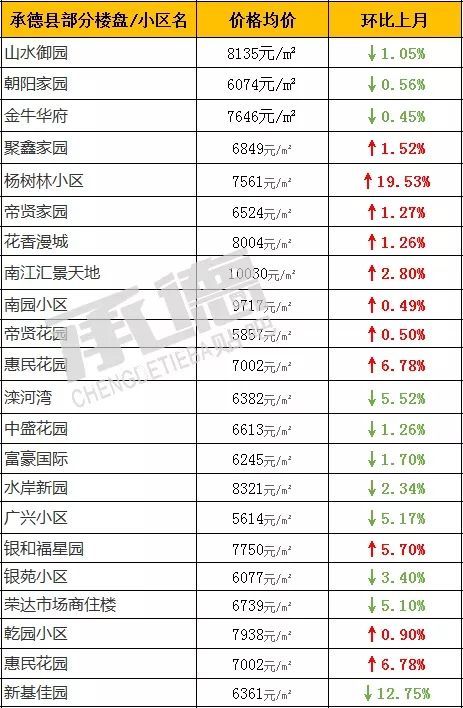 承德县部分楼盘/小区名 价格均价 环比上月
山水御园 8135元/㎡ ↓1.05%
朝阳家园 6074元/㎡ ↓0.56%
金牛华府 7646元/㎡ ↓0.45%
聚鑫家园 6849元/㎡ ↑1.52%
杨树林小区 7561元/㎡ ↑19.53%
帝贤家园 6524元/㎡ ↑1.27%
花香漫城 8004元/㎡ ↑1.26%
南江汇景天地 10030元/㎡ ↑2.80%
南园小区 9717元/㎡ ↑0.49%
帝贤花园 5857元/㎡ ↑0.50%
惠民花园 7002元/㎡ ↑6.78%
滦河湾 6382元/㎡ ↓5.52%
中盛花园 6613元/㎡ ↓1.26%
富豪国际 6245元/㎡ ↓1.70%
水岸新园 8321元/㎡ ↓2.34%
广兴小区 5614元/㎡ ↓5.17%
银和福星园 7750元/㎡ ↑5.70%
银苑小区 6077元/㎡ ↓3.40%
荣达市场商住楼 6739元/㎡ ↓5.10%
乾园小区 7938元/㎡ ↑0.90%
惠民花园 7002元/㎡ ↑6.78%
新基佳园 6361元/㎡ ↓12.75%
承德
CHENGLETIEBA